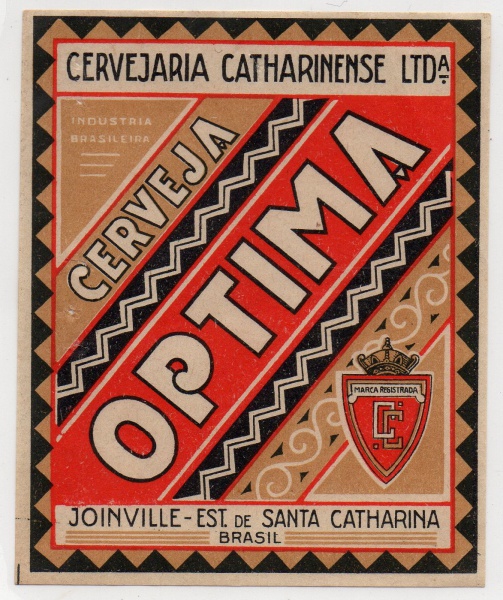 CERVEJARIA CATHARINENSE LTDA.
INDUSTRIA
BRASILEIRA
CERVEJA
OPTIMA
MARCA REGISTRADA
CC
JOINVILLE-EST. DE SANTA CATHARINA
BRASIL